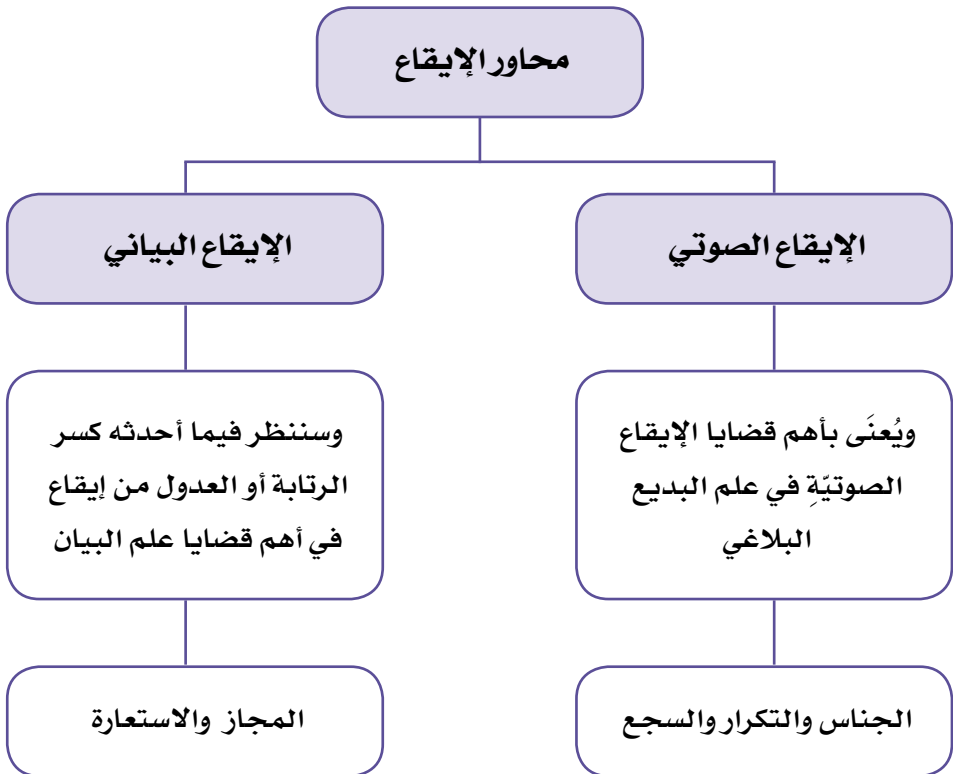 محاور الإيقاع
الإيقاع الصوتي
ويُعنَى بأهم قضايا الإيقاع
الصوتيّةِ في علم البديع
البلاغي
الجناس والتكرار والسجع
الإيقاع البياني
وسننظر فيما أحدثه كسر
الرتابة أو العدول من إيقاع
في أهم قضايا علم البيان
المجاز والاستعارة